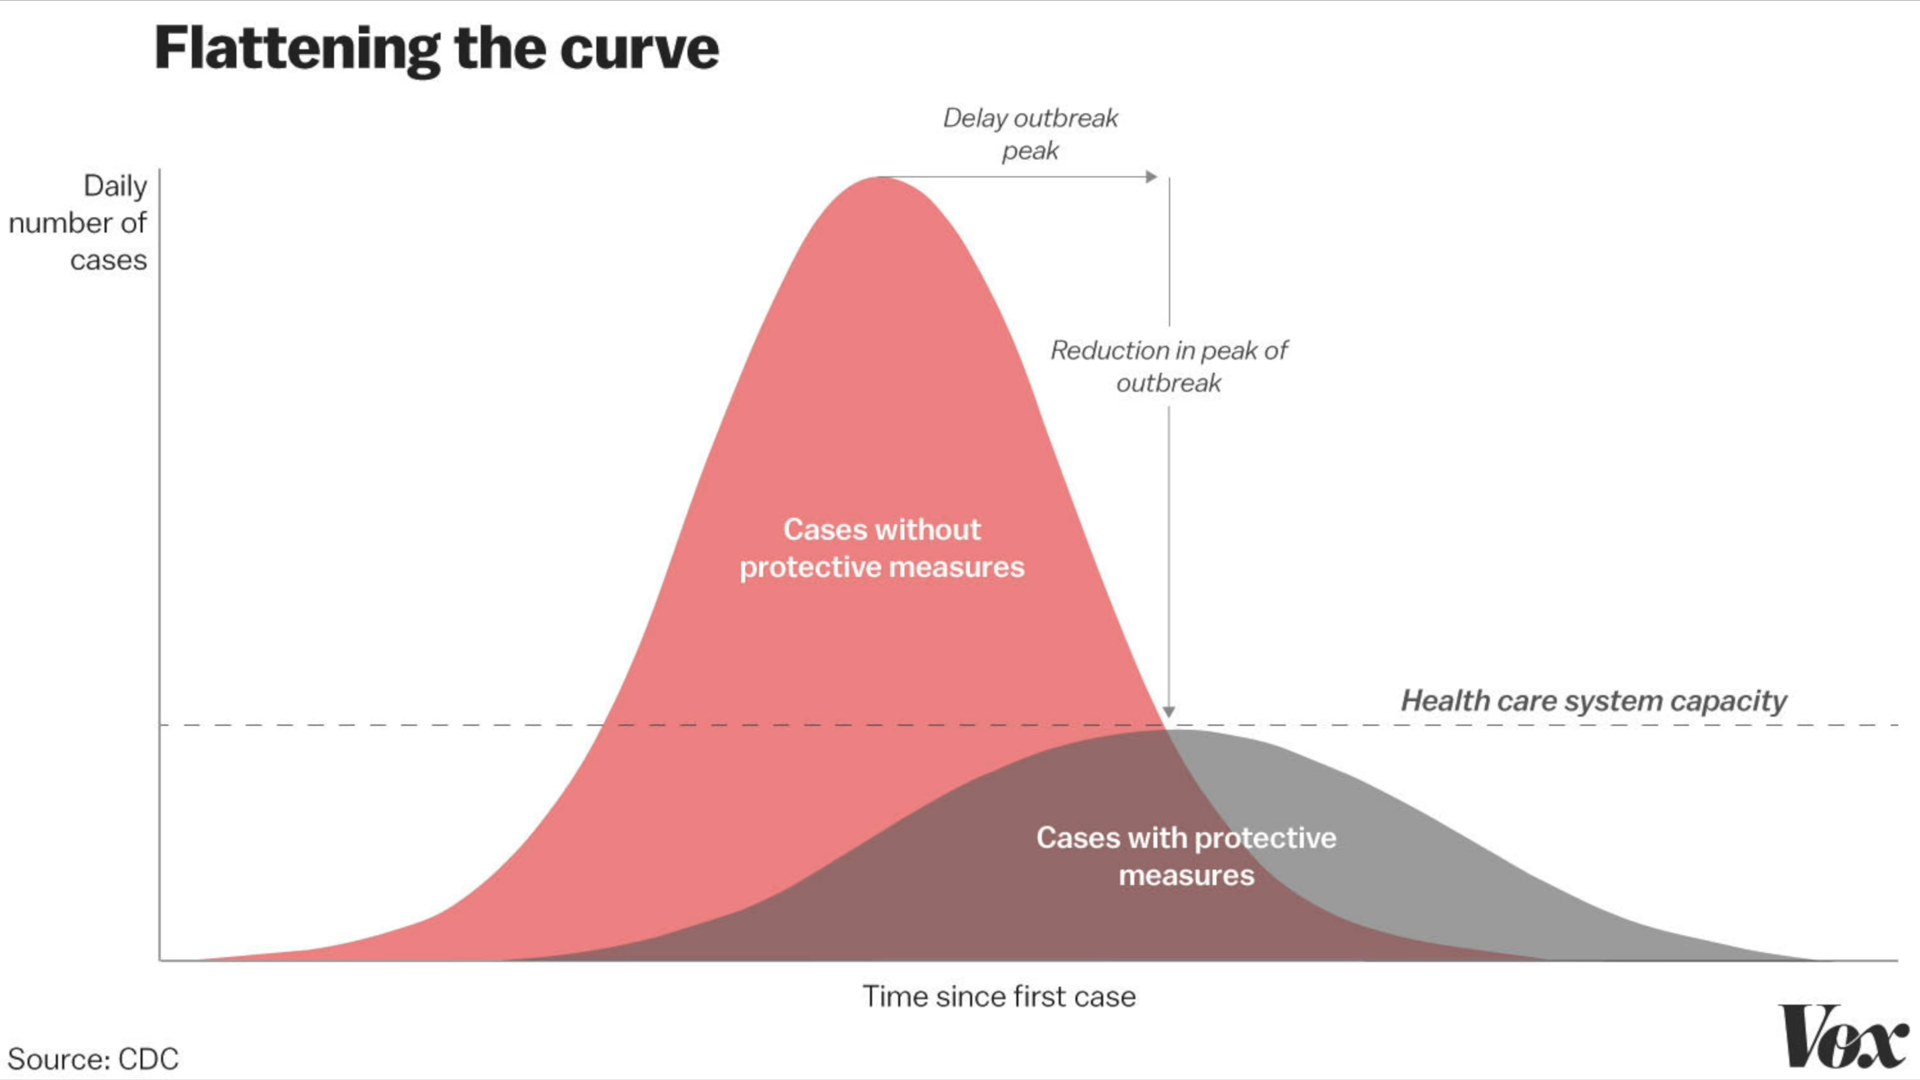 Flattening the curve
Delay outbreak
peak
Daily
number of
cases
Reduction in peak of
outbreak
Cases without
protective measures
Health care system capacity
Cases with protective
measures
Time since first case
Source: CDC
Vox